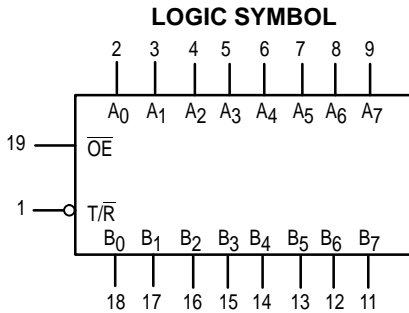 LOGIC SYMBOL
2 3 4 5 6 7 8 9
A0 A1 A2 A3 A4 A5 A6 A7
19 O̅E̅
1 T/R̅
B0 B1 B2 B3 B4 B5 B6 B7
18 17 16 15 14 13 12 11